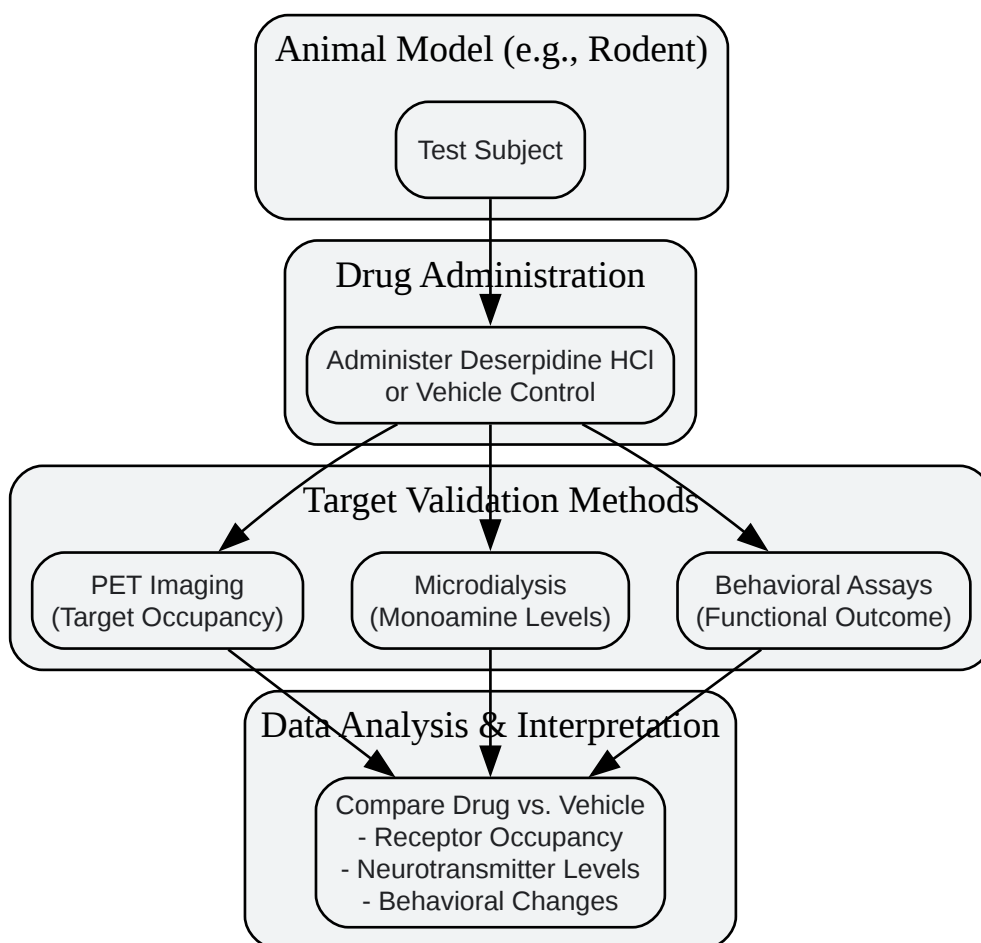 Animal Model (e.g., Rodent)
Test Subject
Drug Administration
Administer Deserpidine HCl
or Vehicle Control
Target Validation Methods
PET Imaging
(Target Occupancy)
Microdialysis
(Monoamine Levels)
Behavioral Assays
(Functional Outcome)
Data Analysis & Interpretation
Compare Drug vs. Vehicle
- Receptor Occupancy
- Neurotransmitter Levels
- Behavioral Changes